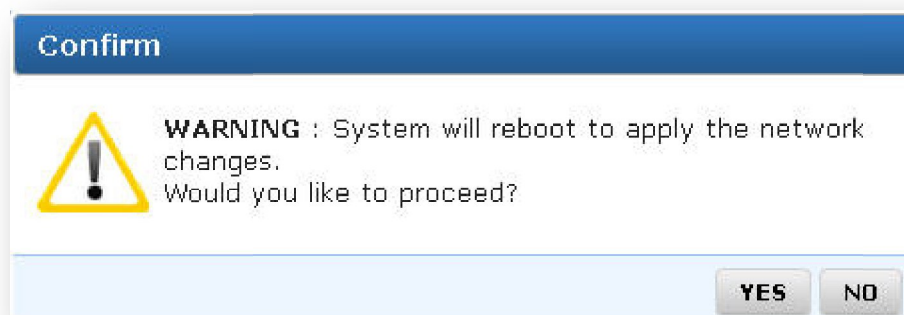 Confirm
WARNING : System will reboot to apply the network
changes.
Would you like to proceed?
YES NO